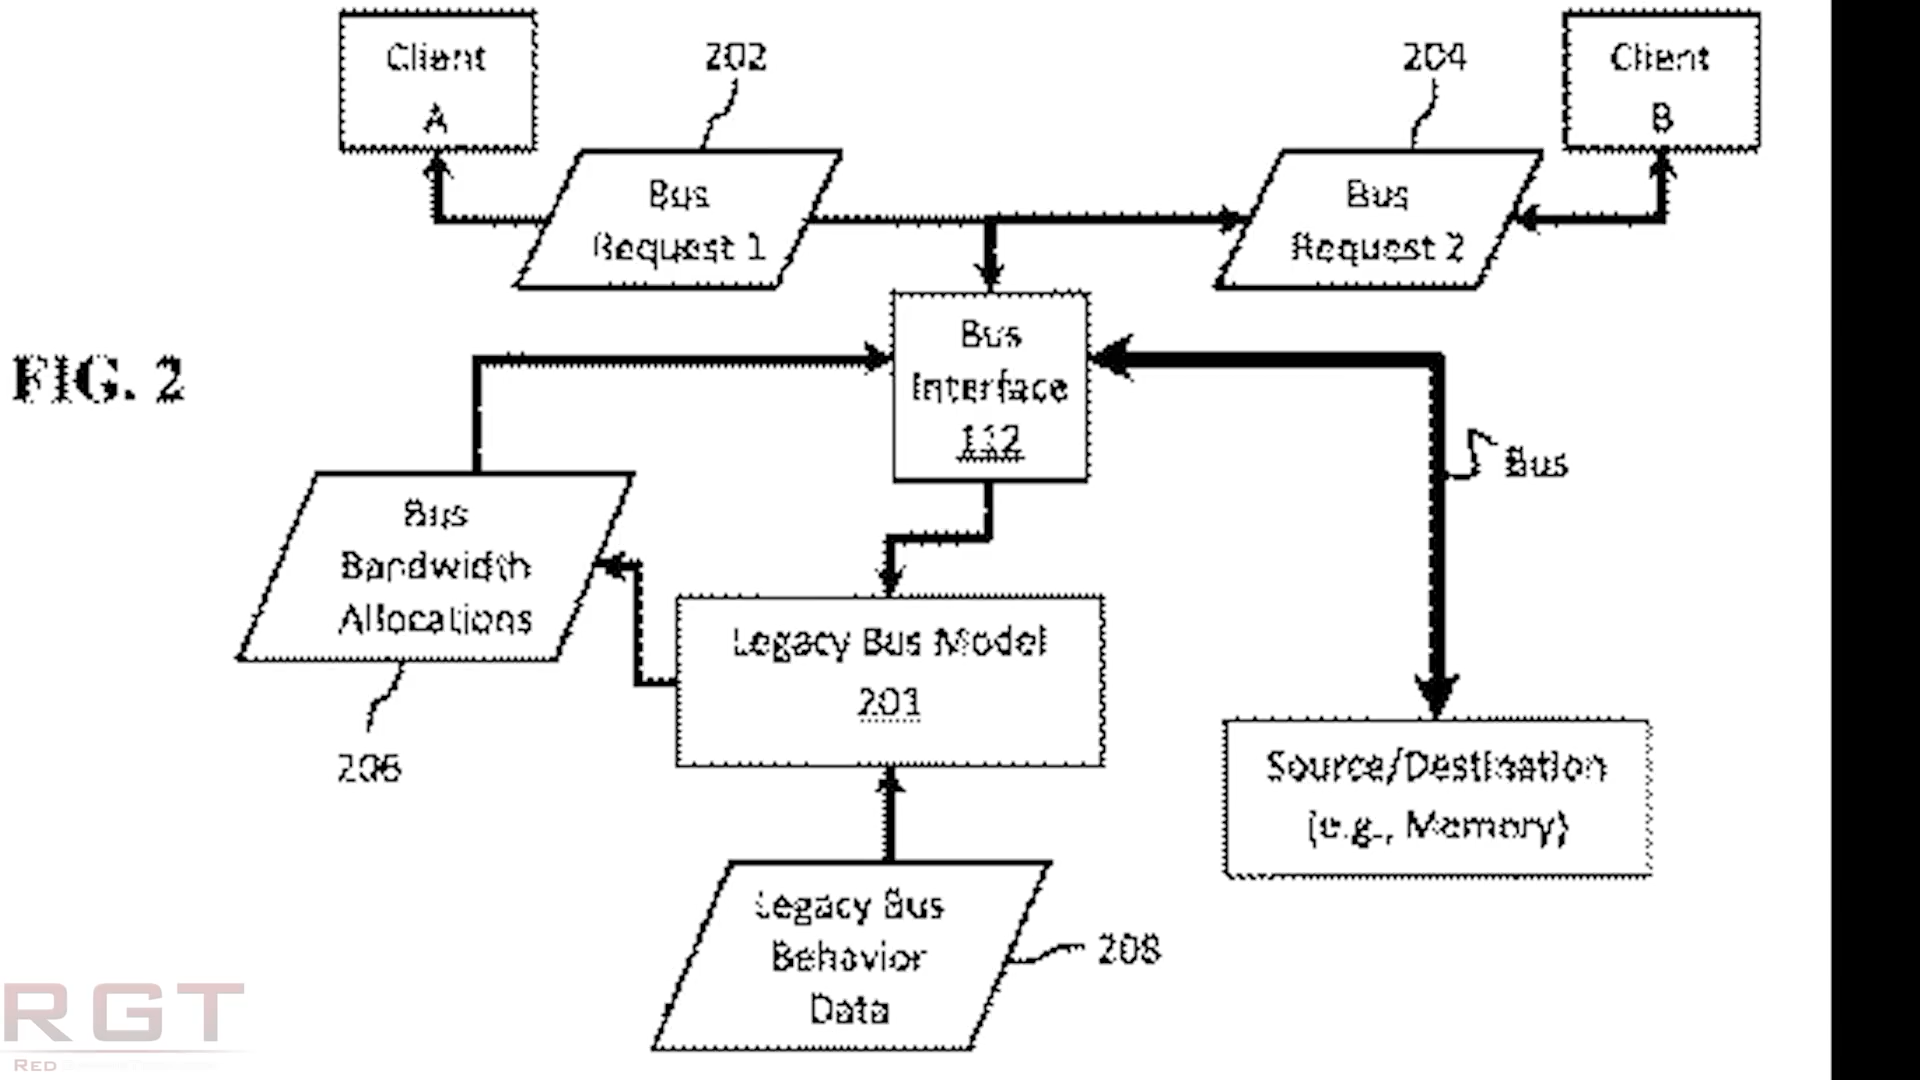 Client
A
202
204
Client
B
Bus
Request 1
Bus
Request 2
FIG. 2
Bus
Interface
112
Bus
Bus
Bandwidth
Allocations
206
Legacy Bus Model
201
Source/Destination
(e.g., Memory)
Legacy Bus
Behavior
Data
208
RGT
RED